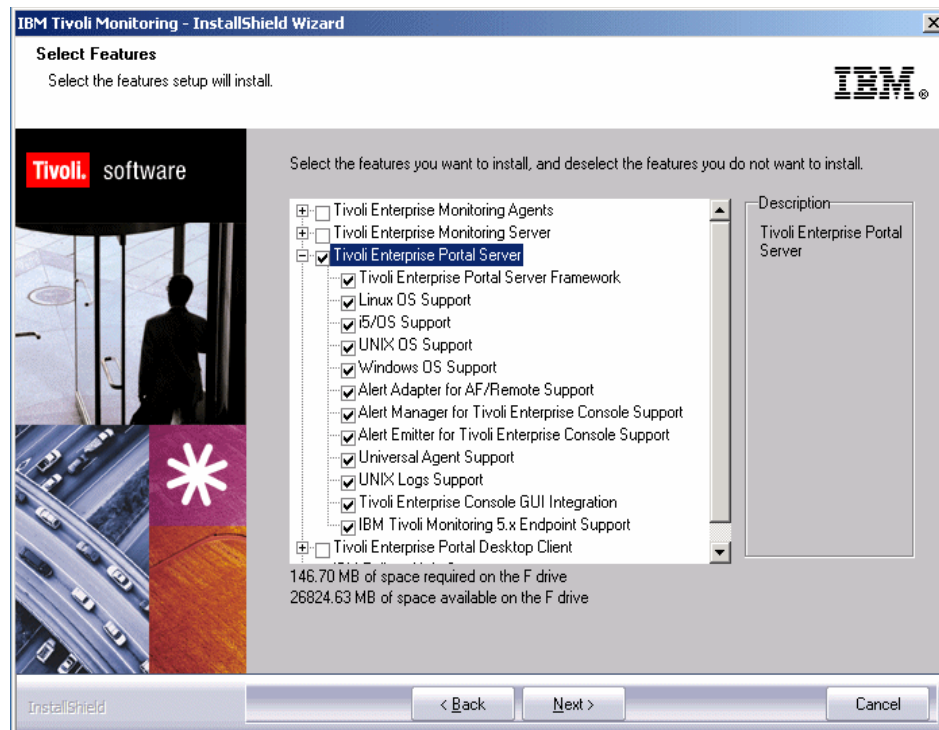 IBM Tivoli Monitoring - InstallShield Wizard
Select Features
Select the features setup will install.
IBM®
Tivoli. software
Select the features you want to install, and deselect the features you do not want to install.
Tivoli Enterprise Monitoring Agents
Tivoli Enterprise Monitoring Server
Tivoli Enterprise Portal Server
Tivoli Enterprise Portal Server Framework
Linux OS Support
i5/OS Support
UNIX OS Support
Windows OS Support
Alert Adapter for AF/Remote Support
Alert Manager for Tivoli Enterprise Console Support
Alert Emitter for Tivoli Enterprise Console Support
Universal Agent Support
UNIX Logs Support
Tivoli Enterprise Console GUI Integration
IBM Tivoli Monitoring 5.x Endpoint Support
Tivoli Enterprise Portal Desktop Client
Description
Tivoli Enterprise Portal
Server
146.70 MB of space required on the F drive
26824.63 MB of space available on the F drive
InstallShield
< Back
Next >
Cancel